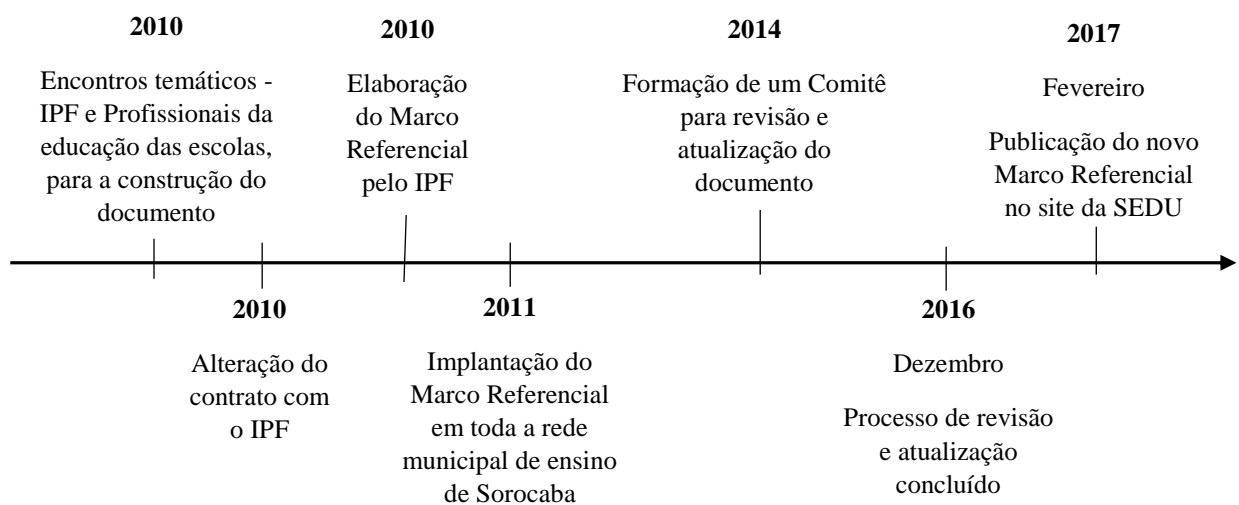 2010
Encontros temáticos -
IPF e Profissionais da
educação das escolas,
para a construção do
documento
2010
Alteração do
contrato com
o IPF
2010
Elaboração
do Marco
Referencial
pelo IPF
2011
Implantação do
Marco Referencial
em toda a rede
municipal de ensino
de Sorocaba
2014
Formação de um Comitê
para revisão e
atualização do
documento
2016
Dezembro
Processo de revisão
e atualização
concluído
2017
Fevereiro
Publicação do novo
Marco Referencial
no site da SEDU